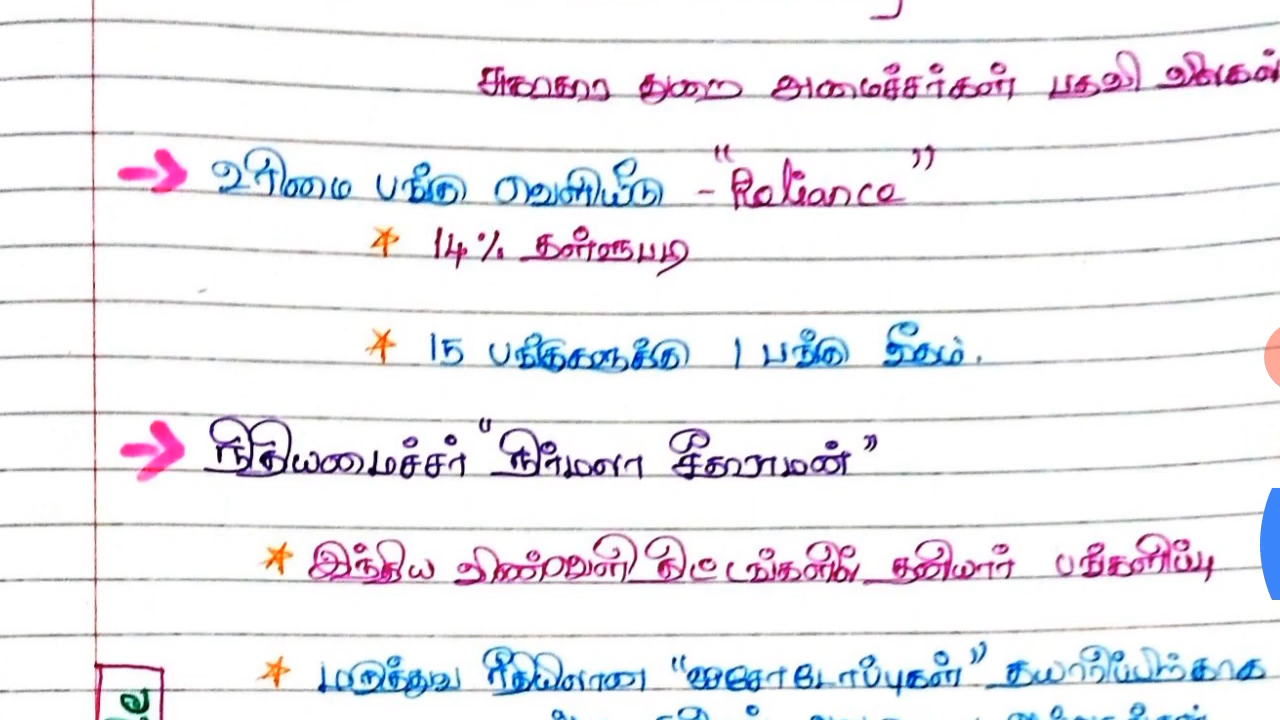 சுகாதார துறை அமைச்சர்கள் பதவி விலகல்
→ உரிமை பங்கு வெளியீடு - "Reliance"
* 14% தள்ளுபடி
* 15 பங்குகளுக்கு 1 பங்கு வீதம்.
→ நிதியமைச்சர் "நிர்மலா சீதாராமன்"
* இந்திய விண்வெளி திட்டங்களில் தனியார் பங்களிப்பு
* மருத்துவ ரீதியிலான "ஐசோடோப்புகள்" தயாரிப்பிற்காக